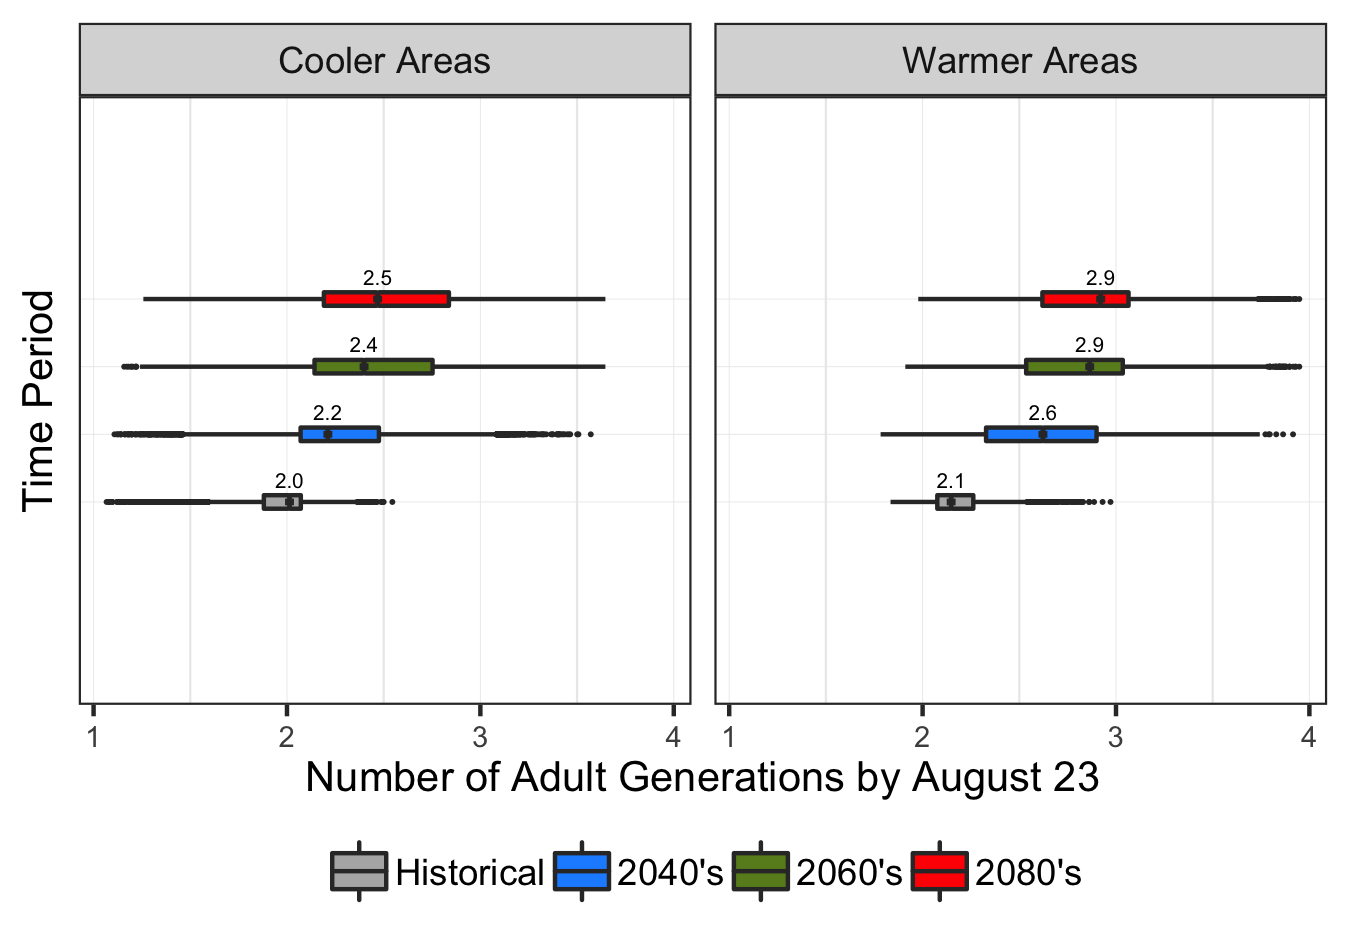 Cooler Areas
Warmer Areas
Time Period
2.5
2.4
2.2
2.0
2.9
2.9
2.6
2.1
1 2 3 4
1 2 3 4
Number of Adult Generations by August 23
Historical 2040's 2060's 2080's